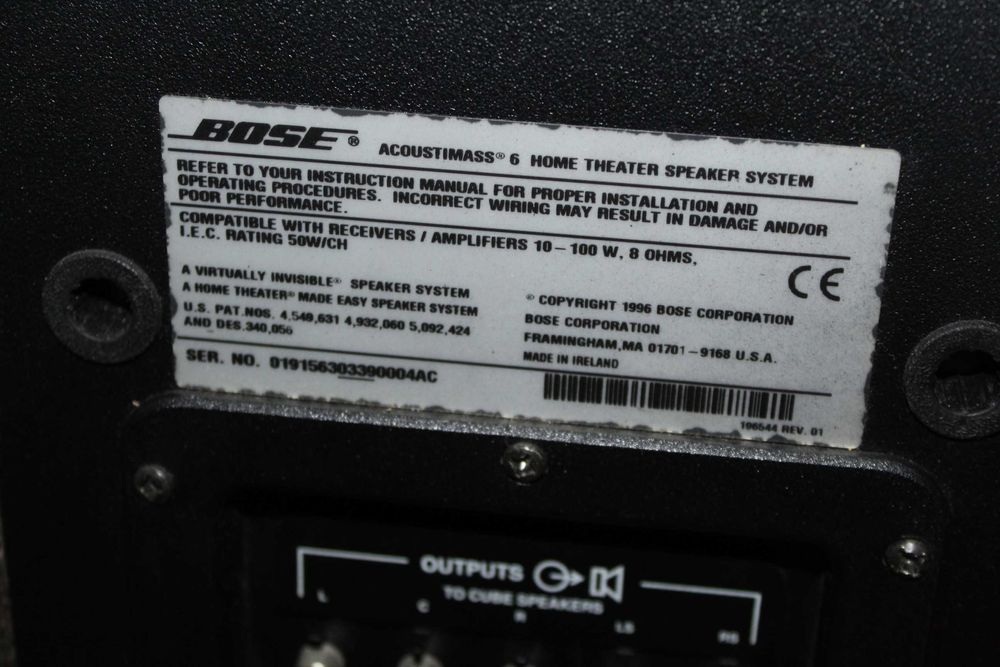 BOSE®
ACOUSTIMASS® 6 HOME THEATER SPEAKER SYSTEM
REFER TO YOUR INSTRUCTION MANUAL FOR PROPER INSTALLATION AND
OPERATING PROCEDURES. INCORRECT WIRING MAY RESULT IN DAMAGE AND/OR
POOR PERFORMANCE.
COMPATIBLE WITH RECEIVERS / AMPLIFIERS 10 – 100 W, 8 OHMS,
I.E.C. RATING 50W/CH
CE
A VIRTUALLY INVISIBLE® SPEAKER SYSTEM
A HOME THEATER® MADE EASY SPEAKER SYSTEM
U.S. PAT.NOS. 4,549,631 4,932,060 5,092,424
AND DES.340,056
© COPYRIGHT 1996 BOSE CORPORATION
BOSE CORPORATION
FRAMINGHAM,MA 01701–9168 U.S.A.
MADE IN IRELAND
SER. NO. 019156303390004AC
196544 REV. 01
OUTPUTS
TO CUBE SPEAKERS
L C R LS RS